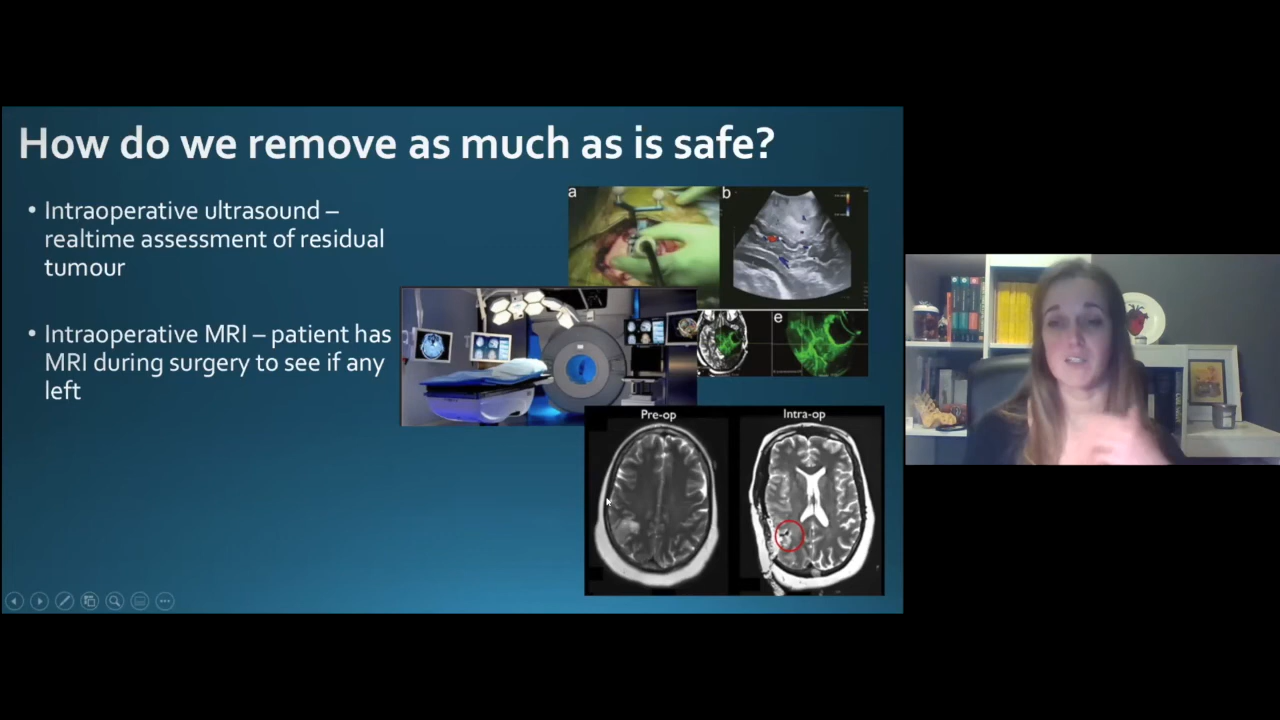 How do we remove as much as is safe?
• Intraoperative ultrasound –
realtime assessment of residual
tumour
• Intraoperative MRI – patient has
MRI during surgery to see if any
left
a
b
e
Pre-op
Intra-op